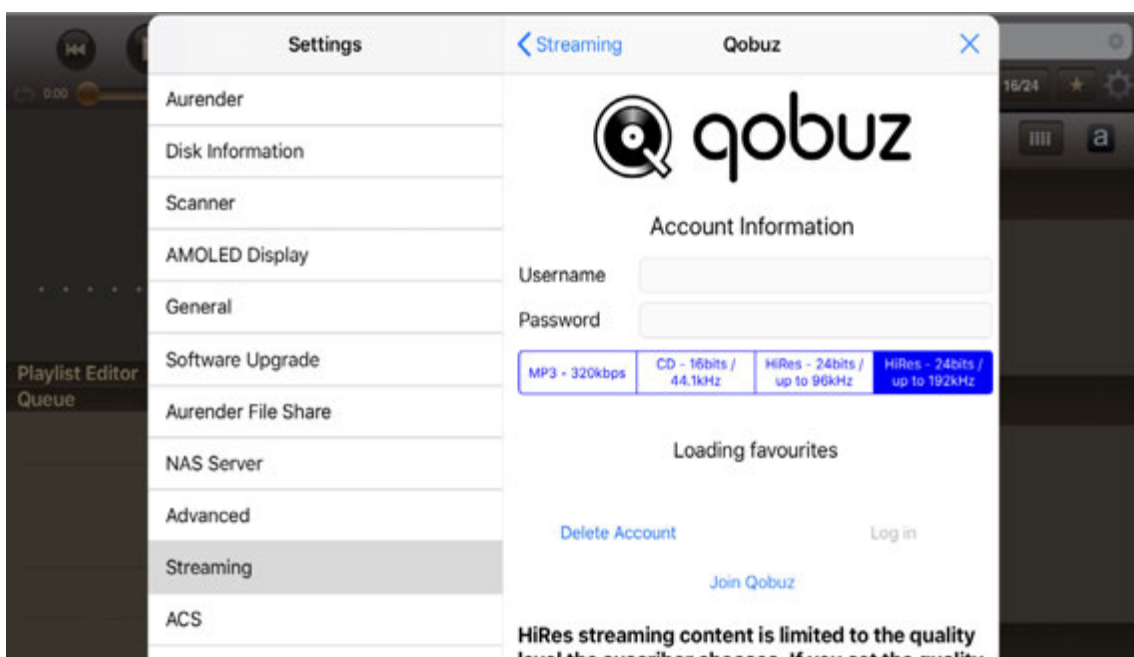 Settings
Streaming
Qobuz
0:00
16/24
a
Aurender
Disk Information
Scanner
AMOLED Display
General
Software Upgrade
Aurender File Share
NAS Server
Advanced
Streaming
ACS
Playlist Editor
Queue
qobuz
Account Information
Username
Password
MP3 - 320kbps
CD - 16bits /
44.1kHz
HiRes - 24bits /
up to 96kHz
HiRes - 24bits /
up to 192kHz
Loading favourites
Delete Account
Log in
Join Qobuz
HiRes streaming content is limited to the quality